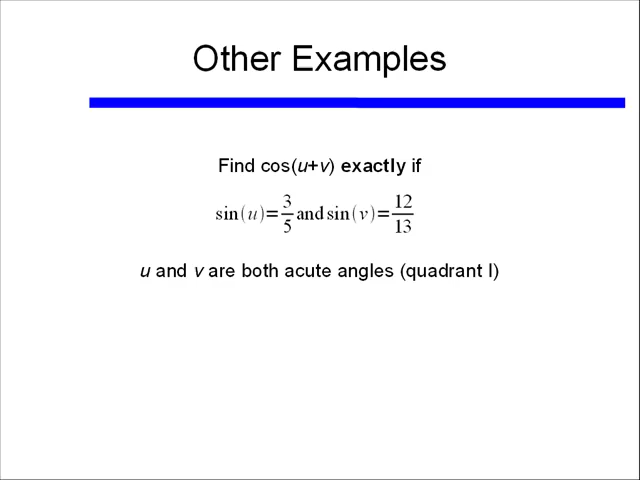 Other Examples
Find cos(u+v) exactly if
sin(u)=3/5 and sin(v)=12/13
u and v are both acute angles (quadrant I)